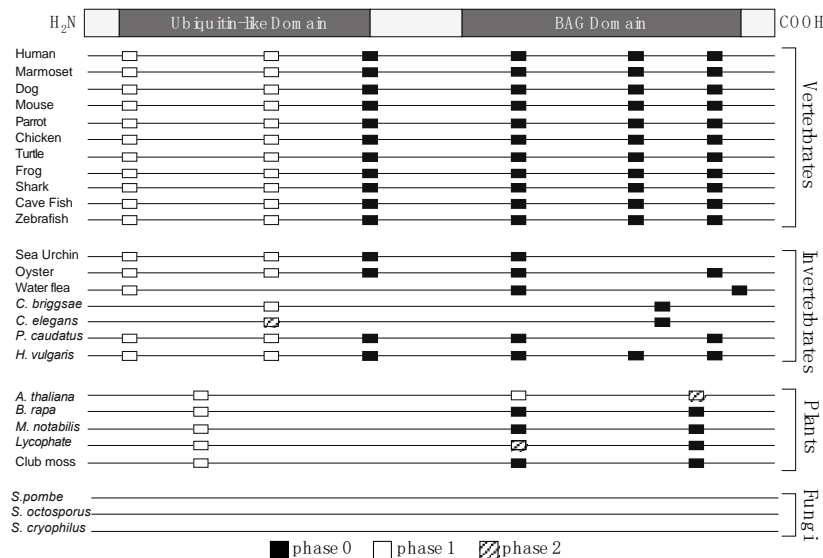 H2N Ubiquitin-like Domain BAG Domain COOH
Human
Marmoset
Dog
Mouse
Parrot
Chicken
Turtle
Frog
Shark
Cave Fish
Zebrafish
Verterbrates
Sea Urchin
Oyster
Water flea
C. briggsae
C. elegans
P. caudatus
H. vulgaris
Inverterbrates
A. thaliana
B. rapa
M. notabilis
Lycophate
Club moss
Plants
S.pombe
S. octosporus
S. cryophilus
Fungi
phase 0 phase 1 phase 2